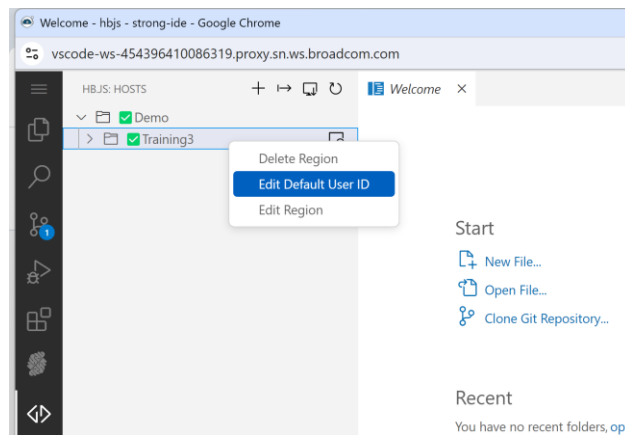 Welcome - hbjs - strong-ide - Google Chrome
vscode-ws-454396410086319.proxy.sn.ws.broadcom.com
HBJS: HOSTS
Welcome
Demo
Training3
Delete Region
Edit Default User ID
Edit Region
1
Start
New File...
Open File...
Clone Git Repository...
Recent
You have no recent folders, op